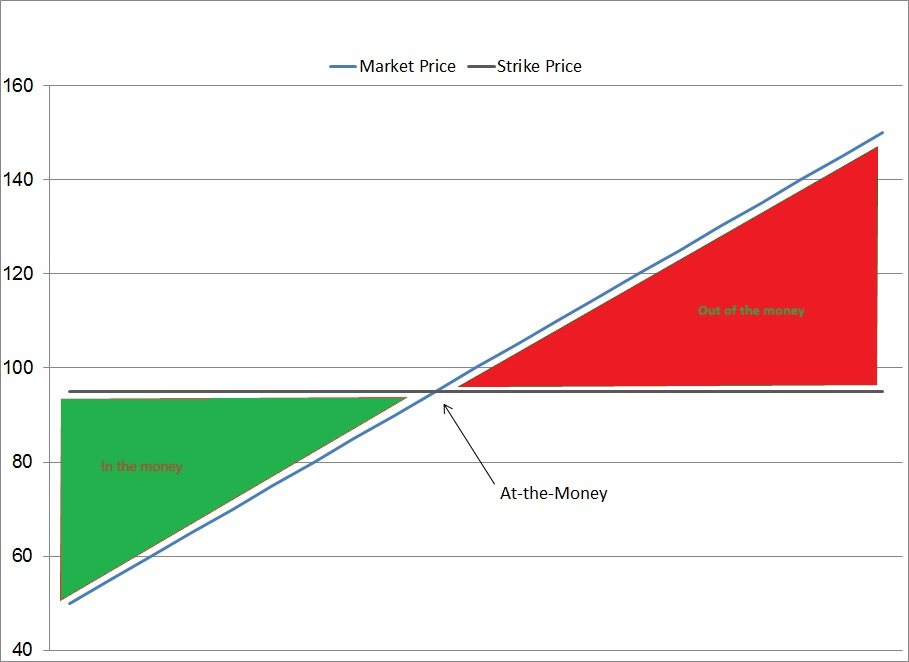 Market Price Strike Price
160
140
120
Out of the money
100
80
In the money
At-the-Money
60
40